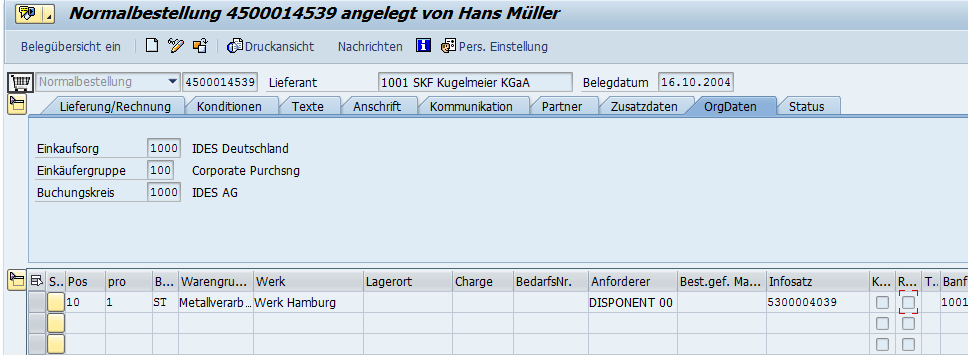 Normalbestellung 4500014539 angelegt von Hans Müller
Belegübersicht ein Druckansicht Nachrichten Pers. Einstellung
Normalbestellung 4500014539 Lieferant 1001 SKF Kugelmeier KGaA Belegdatum 16.10.2004
Lieferung/Rechnung Konditionen Texte Anschrift Kommunikation Partner Zusatzdaten OrgDaten Status
Einkaufsorg 1000 IDES Deutschland
Einkäufergruppe 100 Corporate Purchsng
Buchungskreis 1000 IDES AG
S.. Pos pro B... Warengru... Werk Lagerort Charge BedarfsNr. Anforderer Best.gef. Ma... Infosatz K... R... T.. Banf
10 1 ST Metallverarb... Werk Hamburg DISPONENT 00 5300004039 1001